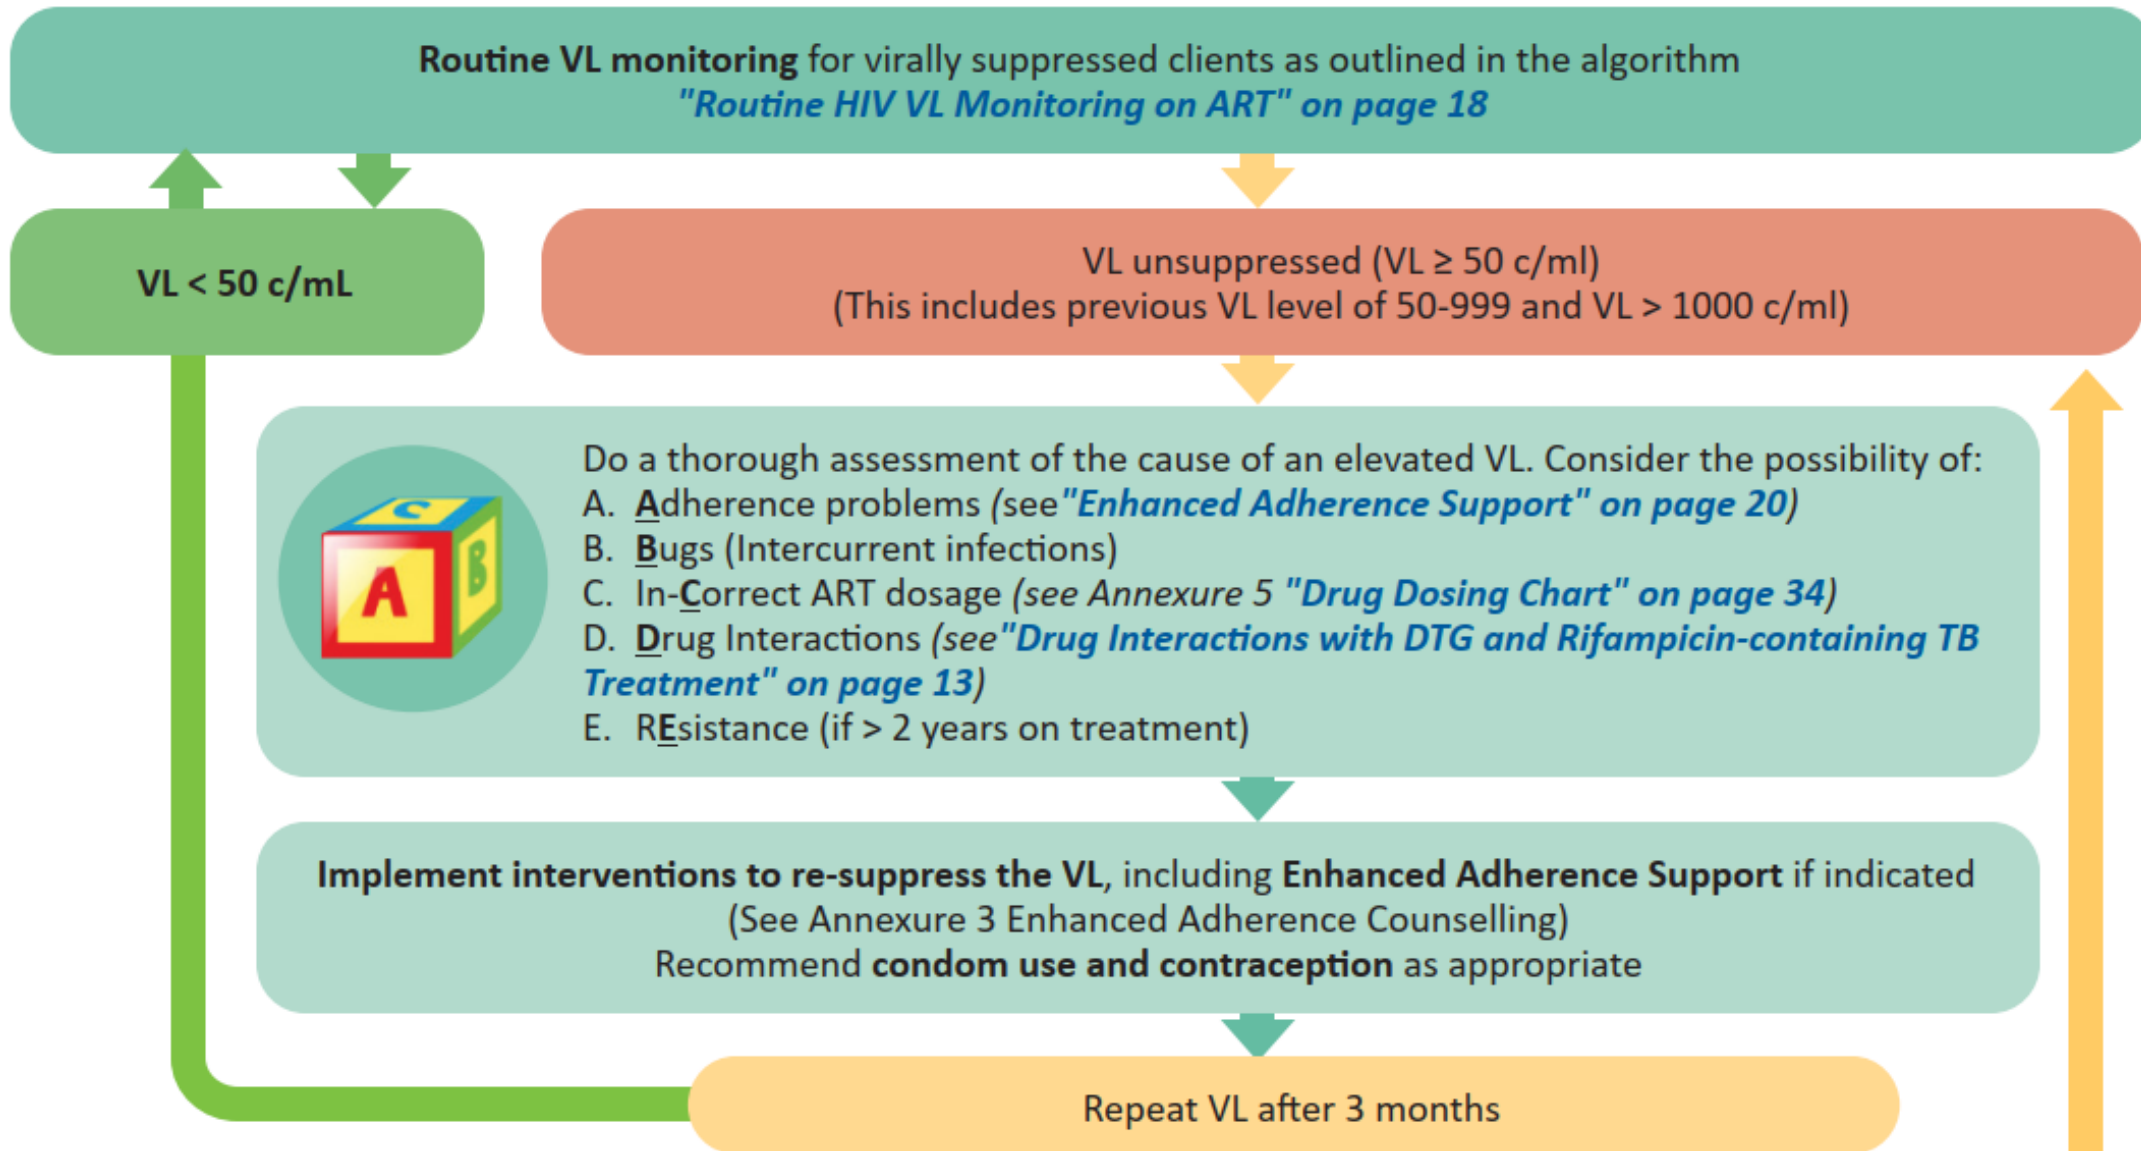 Routine VL monitoring for virally suppressed clients as outlined in the algorithm
"Routine HIV VL Monitoring on ART" on page 18
VL < 50 c/mL
VL unsuppressed (VL ≥ 50 c/ml)
(This includes previous VL level of 50-999 and VL > 1000 c/ml)
Do a thorough assessment of the cause of an elevated VL. Consider the possibility of:
A. Adherence problems (see"Enhanced Adherence Support" on page 20)
B. Bugs (Intercurrent infections)
C. In-Correct ART dosage (see Annexure 5 "Drug Dosing Chart" on page 34)
D. Drug Interactions (see"Drug Interactions with DTG and Rifampicin-containing TB
Treatment" on page 13)
E. REsistance (if > 2 years on treatment)
C
A
B
Implement interventions to re-suppress the VL, including Enhanced Adherence Support if indicated
(See Annexure 3 Enhanced Adherence Counselling)
Recommend condom use and contraception as appropriate
Repeat VL after 3 months